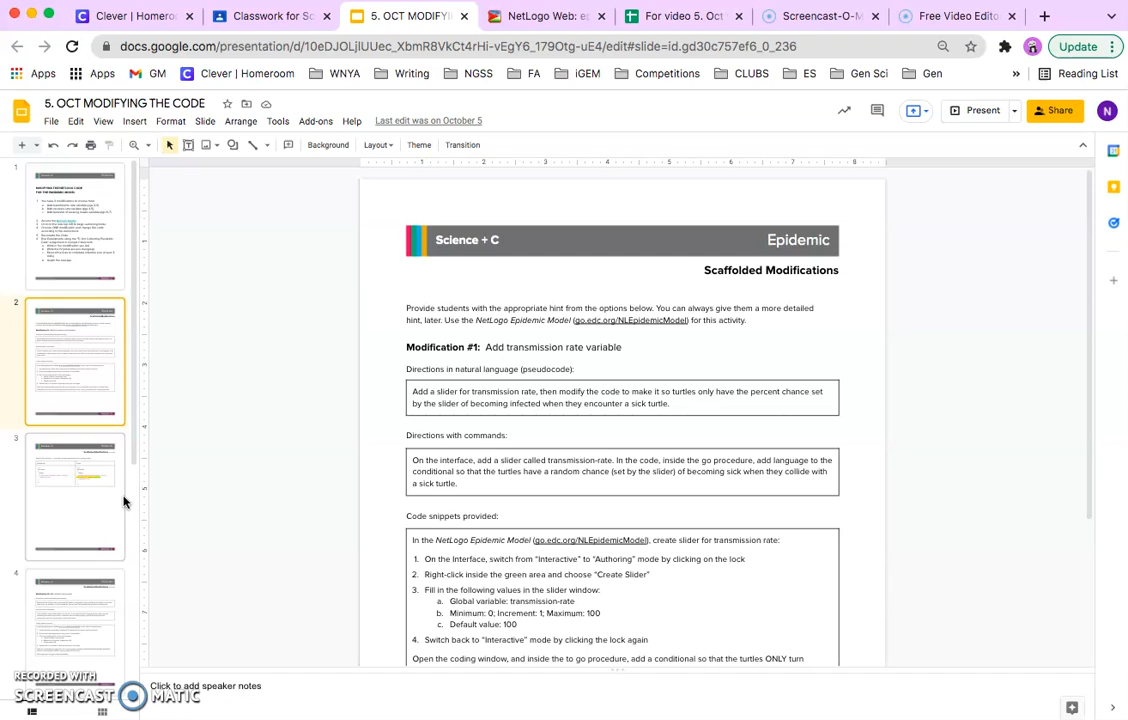 Clever | Homeroo
Classwork for Sc
5. OCT MODIFYI
NetLogo Web: e
For video 5. Oct
Screencast-O-M
Free Video Edito
docs.google.com/presentation/d/10eDJOLjlUUec_XbmR8VkCt4rHi-vEgY6_179Otg-uE4/edit#slide=id.gd30c757ef6_0_236
Update
Apps
Apps
GM
Clever | Homeroom
WNYA
Writing
NGSS
FA
iGEM
Competitions
CLUBS
ES
Gen Sci
Gen
»
Reading List
5. OCT MODIFYING THE CODE
File Edit View Insert Format Slide Arrange Tools Add-ons Help Last edit was on October 5
Present
Share
N
Background Layout Theme Transition
1 2 3 4 5 6 7 8
1
2
3
4
Science + C
Epidemic
Scaffolded Modifications
Provide students with the appropriate hint from the options below. You can always give them a more detailed
hint, later. Use the NetLogo Epidemic Model (go.edc.org/NLEpidemicModel) for this activity.
Modification #1: Add transmission rate variable
Directions in natural language (pseudocode):
Add a slider for transmission rate, then modify the code to make it so turtles only have the percent chance set
by the slider of becoming infected when they encounter a sick turtle.
Directions with commands:
On the interface, add a slider called transmission-rate. In the code, inside the go procedure, add language to the
conditional so that the turtles have a random chance (set by the slider) of becoming sick when they collide with
a sick turtle.
Code snippets provided:
In the NetLogo Epidemic Model (go.edc.org/NLEpidemicModel), create slider for transmission rate:
1. On the Interface, switch from “Interactive” to “Authoring” mode by clicking on the lock
2. Right-click inside the green area and choose “Create Slider”
3. Fill in the following values in the slider window:
a. Global variable: transmission-rate
b. Minimum: 0; Increment: 1; Maximum: 100
c. Default value: 100
4. Switch back to “Interactive” mode by clicking the lock again
Open the coding window, and inside the to go procedure, add a conditional so that the turtles ONLY turn
Click to add speaker notes
RECORDED WITH
SCREENCAST MATIC